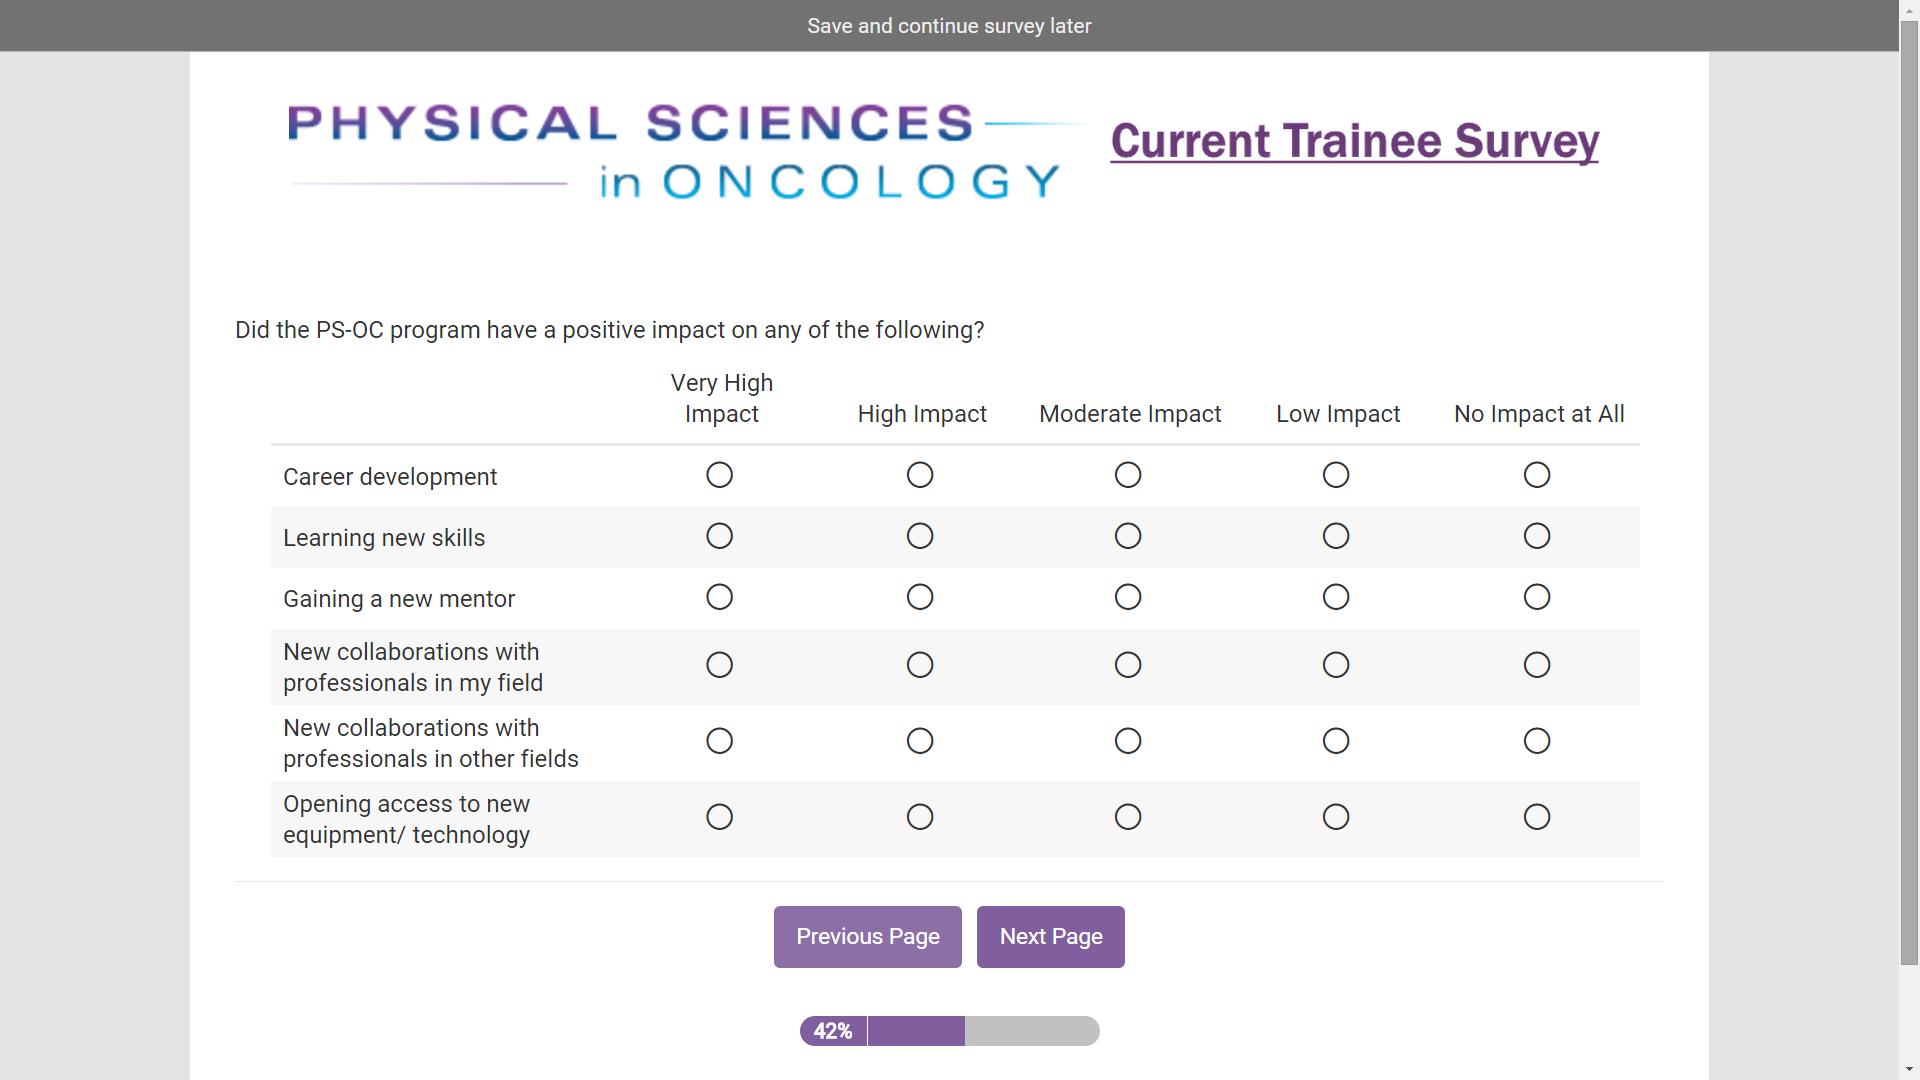 Save and continue survey later
PHYSICAL SCIENCES
in ONCOLOGY
Current Trainee Survey
Did the PS-OC program have a positive impact on any of the following?
Very High
Impact
High Impact
Moderate Impact
Low Impact
No Impact at All
Career development
Learning new skills
Gaining a new mentor
New collaborations with
professionals in my field
New collaborations with
professionals in other fields
Opening access to new
equipment/ technology
Previous Page
Next Page
42%